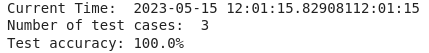 Current Time:  2023-05-15 12:01:15.82908112:01:15
Number of test cases:  3
Test accuracy: 100.0%